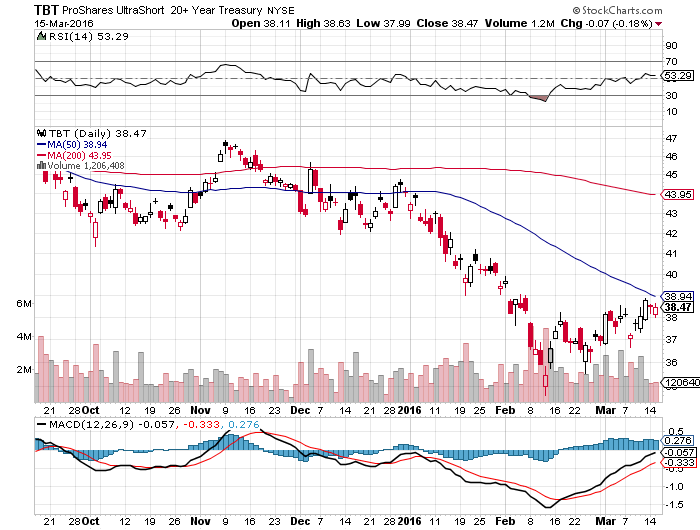 TBT ProShares UltraShort 20+ Year Treasury NYSE © StockCharts.com
15-Mar-2016 Open 38.11 High 38.63 Low 37.99 Close 38.47 Volume 1.2M Chg -0.07 (-0.18%)
RSI(14) 53.29
90
70
53.29
30
10
TBT (Daily) 38.47
MA(50) 38.94
MA(200) 43.95
Volume 1,206,408
47
46
45
43.95
43
42
41
40
38.94
6M
38.47
38
4M
37
2M
36
120640
35
21 28 Oct 12 19 26 Nov 9 16 23 Dec 7 14 21 28 2016 11 19 25 Feb 8 16 22 Mar 7 14
MACD(12,26,9) -0.057, -0.333, 0.276
0.5
0.276
-0.057
-0.333
-1.0
-1.5
21 28 Oct 12 19 26 Nov 9 16 23 Dec 7 14 21 28 2016 11 19 25 Feb 8 16 22 Mar 7 14